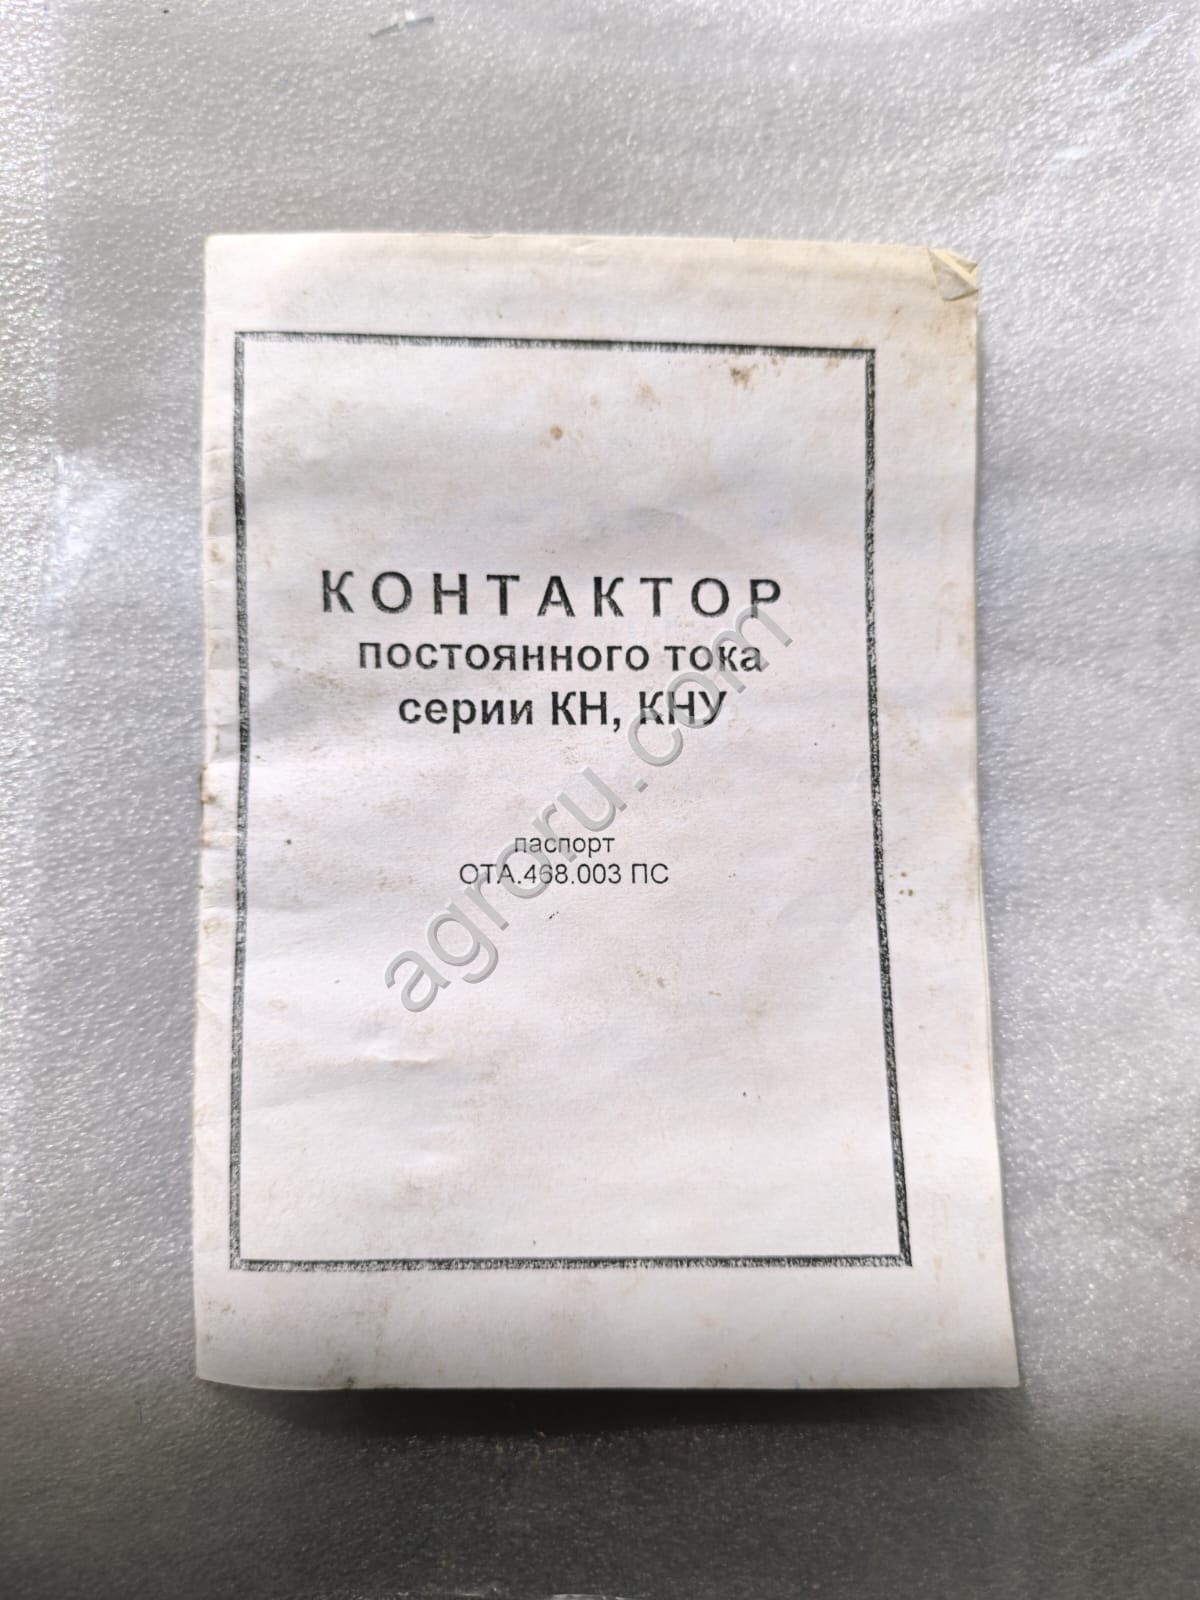 КОНТАКТОР
постоянного тока
серии КН, КНУ
паспорт
ОТА.468.003 ПС
agroru.com